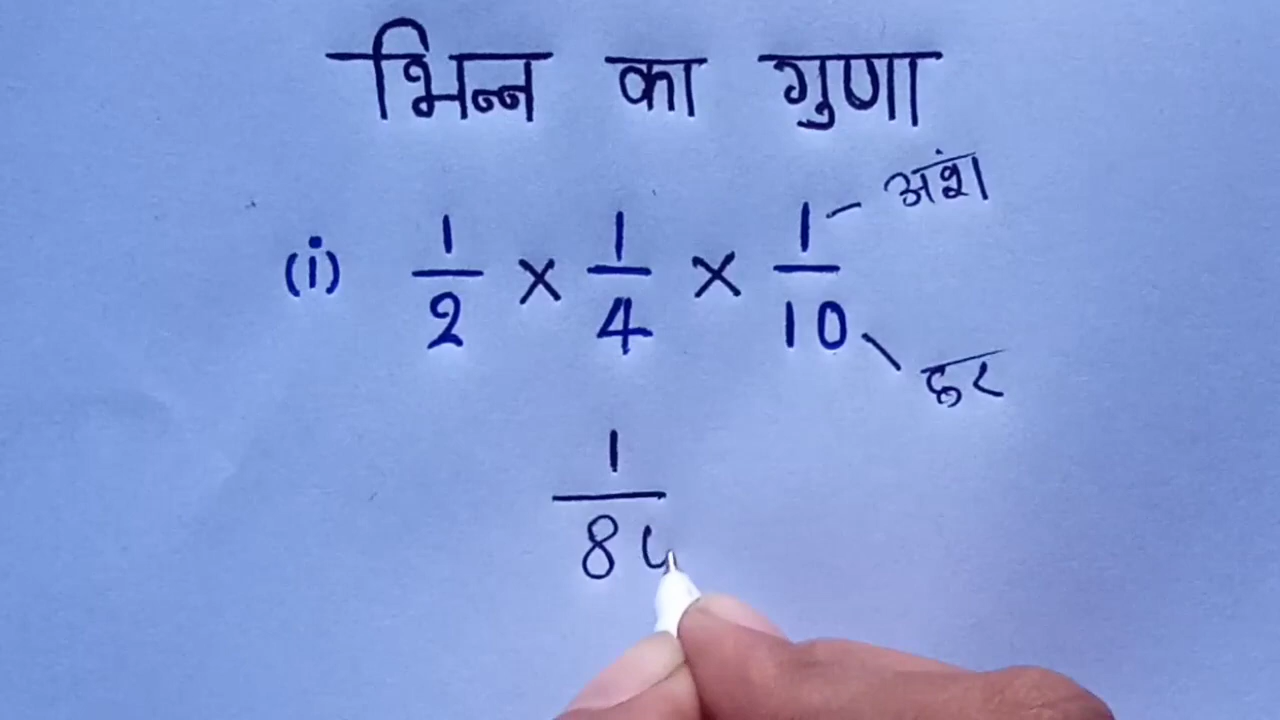 भिन्न का गुणा
(i) 1/2 × 1/4 × 1/10
अंश
हर
1/8